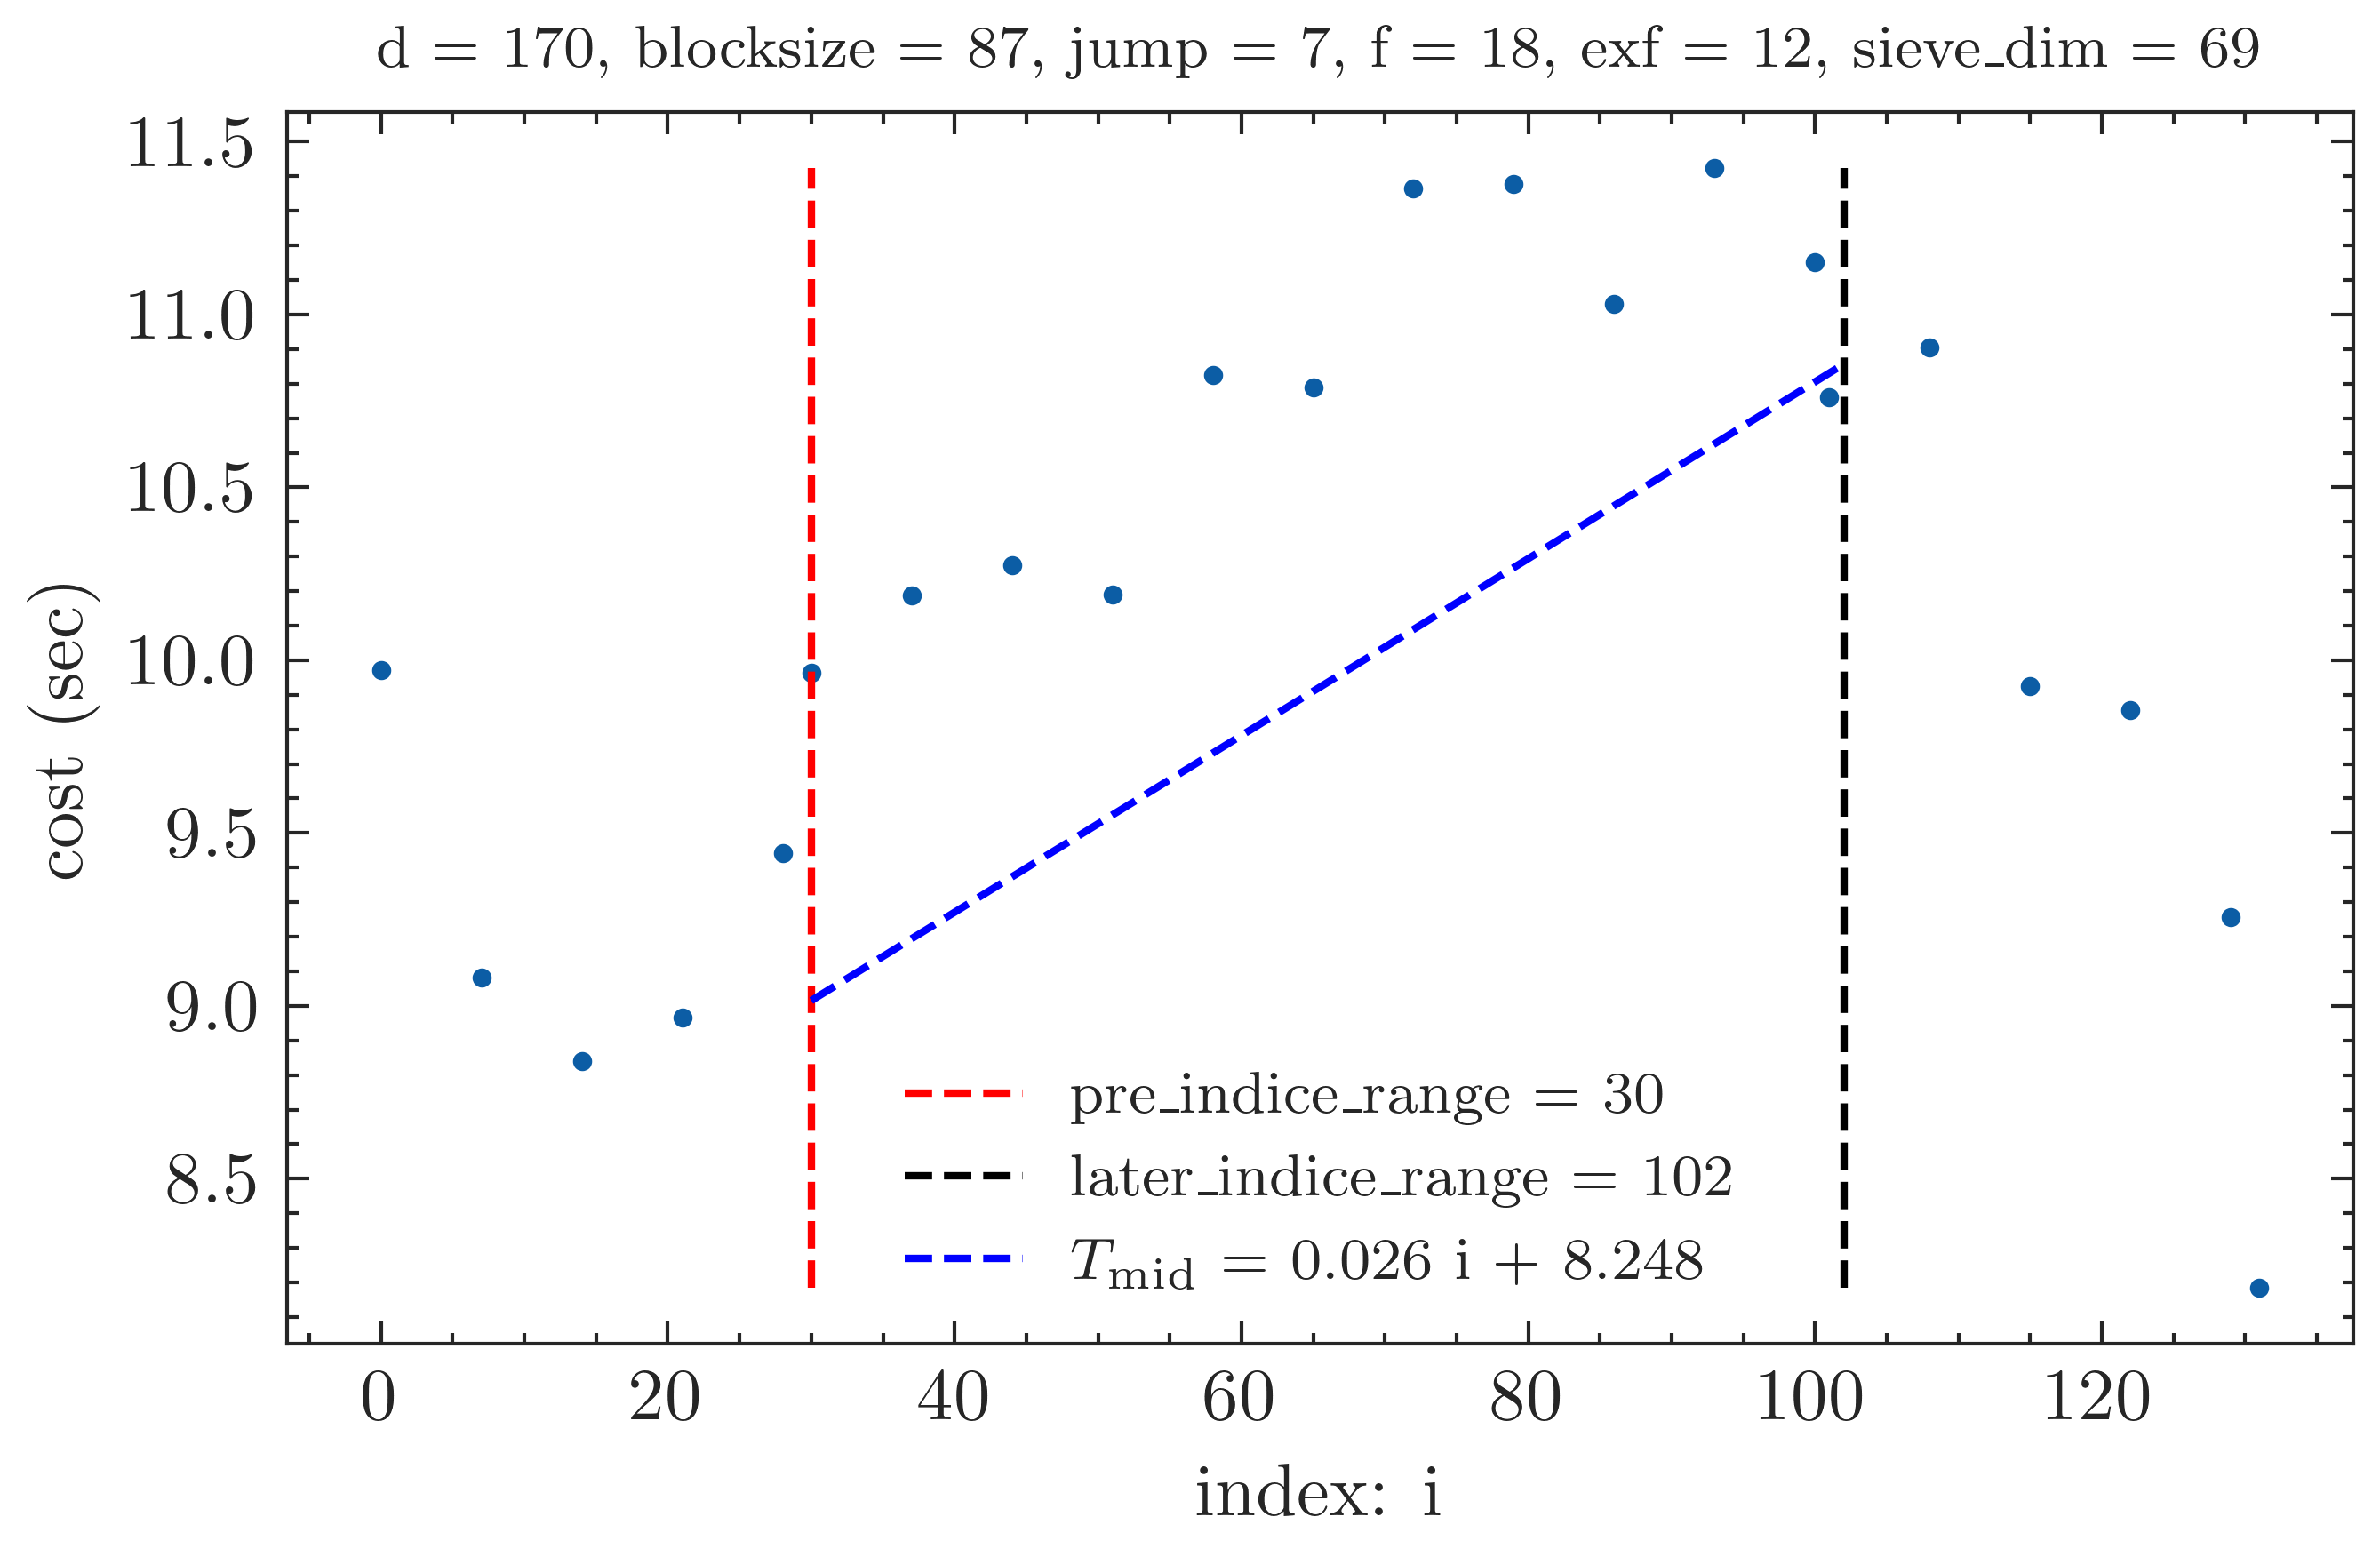 d = 170, blocksize = 87, jump = 7, f = 18, exf = 12, sieve_dim = 69
11.5
11.0
10.5
10.0
9.5
9.0
8.5
cost (sec)
pre_indice_range = 30
later_indice_range = 102
T_mid = 0.026 i + 8.248
0 20 40 60 80 100 120
index: i